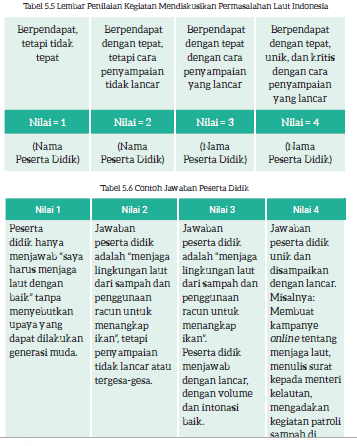 Tabel 5.5 Lembar Penilaian Kegiatan Mendiskusikan Permasalahan Laut Indonesia
Berpendapat,
tetapi tidak
tepat
Berpendapat
dengan tepat,
tetapi cara
penyampaian
tidak lancar
Berpendapat
dengan tepat
dengan cara
penyampaian
yang lancar
Berpendapat
dengan tepat,
unik, dan kritis
dengan cara
penyampaian
yang lancar
Nilai = 1
Nilai = 2
Nilai = 3
Nilai = 4
(Nama
Peserta Didik)
(Nama
Peserta Didik)
(Nama
Peserta Didik)
(Nama
Peserta Didik)
Tabel 5.6 Contoh Jawaban Peserta Didik
Nilai 1
Nilai 2
Nilai 3
Nilai 4
Peserta
didik hanya
menjawab "saya
harus menjaga
laut dengan
baik" tanpa
menyebutkan
upaya yang
dapat dilakukan
generasi muda.
Jawaban
peserta didik
adalah "menjaga
lingkungan laut
dari sampah dan
penggunaan
racun untuk
menangkap
ikan", tetapi
penyampaian
tidak lancar atau
tergesa-gesa.
Jawaban
peserta didik
adalah "menjaga
lingkungan laut
dari sampah dan
penggunaan
racun untuk
menangkap
ikan".
Peserta didik
menjawab
dengan lancar,
dengan volume
dan intonasi
baik.
Jawaban
peserta didik
unik dan
disampaikan
dengan lancar.
Misalnya:
Membuat
kampanye
online tentang
menjaga laut,
menulis surat
kepada menteri
kelautan,
mengadakan
kegiatan patroli
sampah di